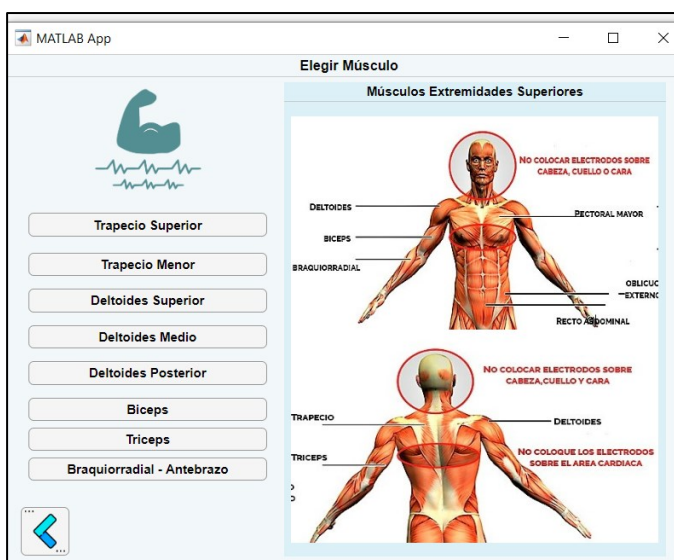 MATLAB App
Elegir Músculo
Trapecio Superior
Trapecio Menor
Deltoides Superior
Deltoides Medio
Deltoides Posterior
Biceps
Triceps
Braquiorradial - Antebrazo
Músculos Extremidades Superiores
NO COLOCAR ELECTRODOS SOBRE
CABEZA, CUELLO O CARA
DELTOIDES
PECTORAL MAYOR
BICEPS
BRAQUIORRADIAL
OBLICUO
EXTERNO
RECTO ABDOMINAL
NO COLOCAR ELECTRODOS SOBRE
CABEZA,CUELLO Y CARA
TRAPECIO
DELTOIDES
TRICEPS
NO COLOQUE LOS ELECTRODOS
SOBRE EL AREA CARDIACA